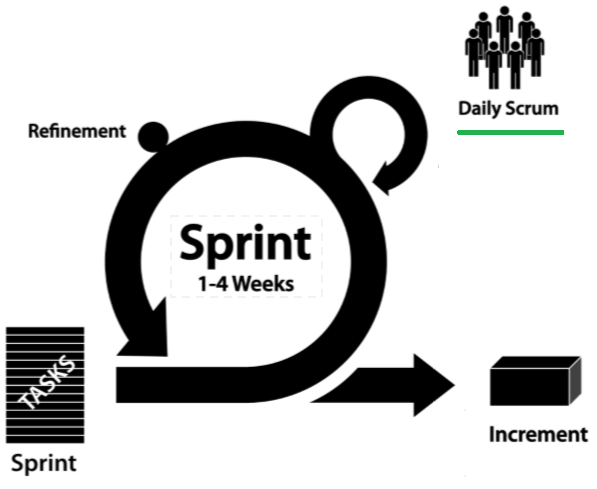 Daily Scrum
Refinement
Sprint
1-4 Weeks
TASKS
Sprint
Increment